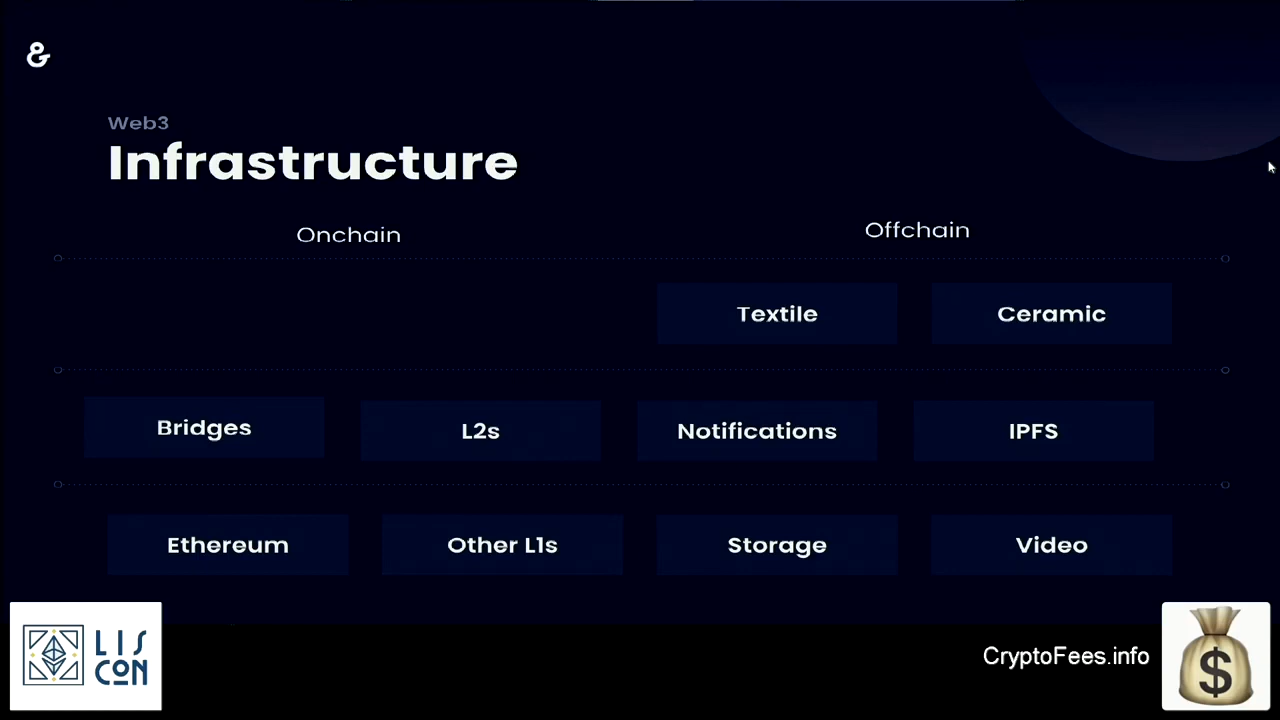 &
Web3
Infrastructure
Onchain
Offchain
Textile
Ceramic
Bridges
L2s
Notifications
IPFS
Ethereum
Other L1s
Storage
Video
LIS
CON
CryptoFees.info
$